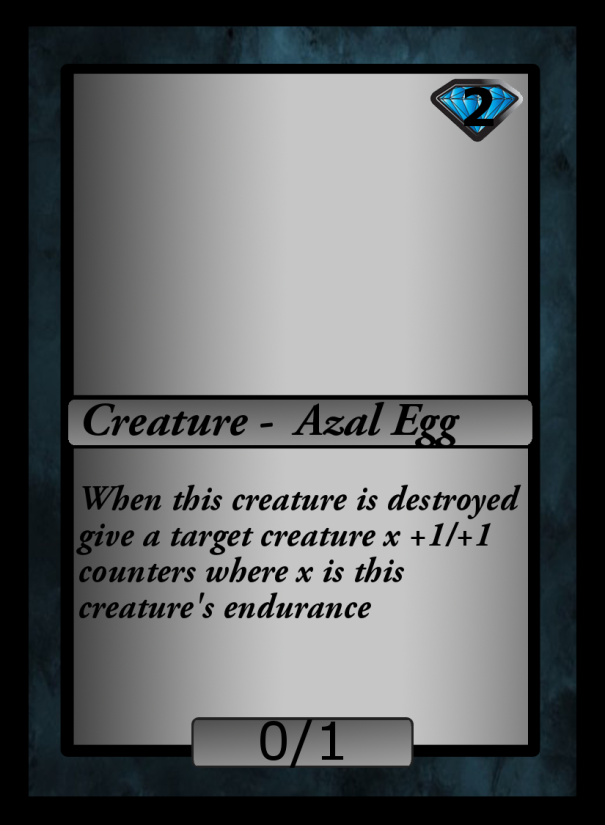 2
Creature - Azal Egg
When this creature is destroyed
give a target creature x +1/+1
counters where x is this
creature's endurance
0/1